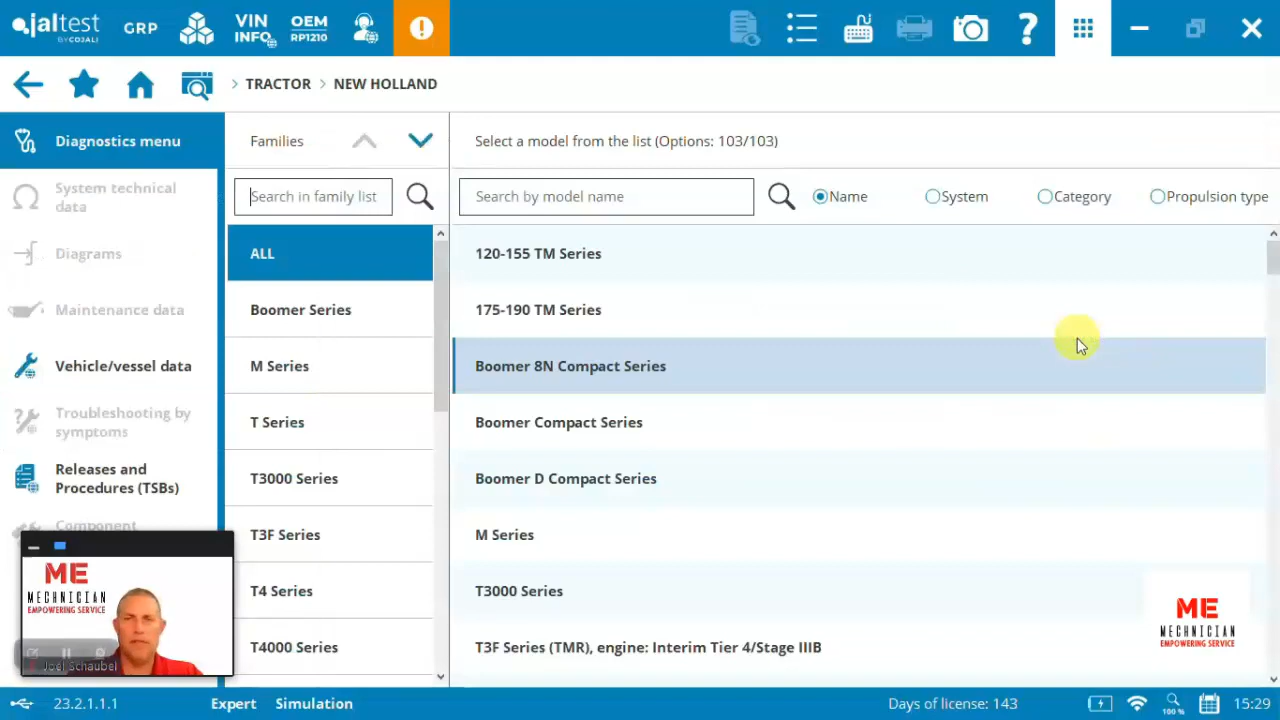 jaltest
BY COJALI
GRP
VIN
INFO
OEM
RP1210
TRACTOR
NEW HOLLAND
Diagnostics menu
Families
Select a model from the list (Options: 103/103)
System technical
data
Search in family list
Search by model name
Name
System
Category
Propulsion type
ALL
120-155 TM Series
Diagrams
Boomer Series
175-190 TM Series
Maintenance data
M Series
Boomer 8N Compact Series
Vehicle/vessel data
T Series
Boomer Compact Series
Troubleshooting by
symptoms
T3000 Series
Boomer D Compact Series
Releases and
Procedures (TSBs)
T3F Series
M Series
Component
T4 Series
T3000 Series
T4000 Series
T3F Series (TMR), engine: Interim Tier 4/Stage IIIB
ME
MECHNICIAN
EMPOWERING SERVICE
Joel Schaubel
ME
MECHNICIAN
EMPOWERING SERVICE
23.2.1.1.1
Expert
Simulation
Days of license: 143
100 %
15:29